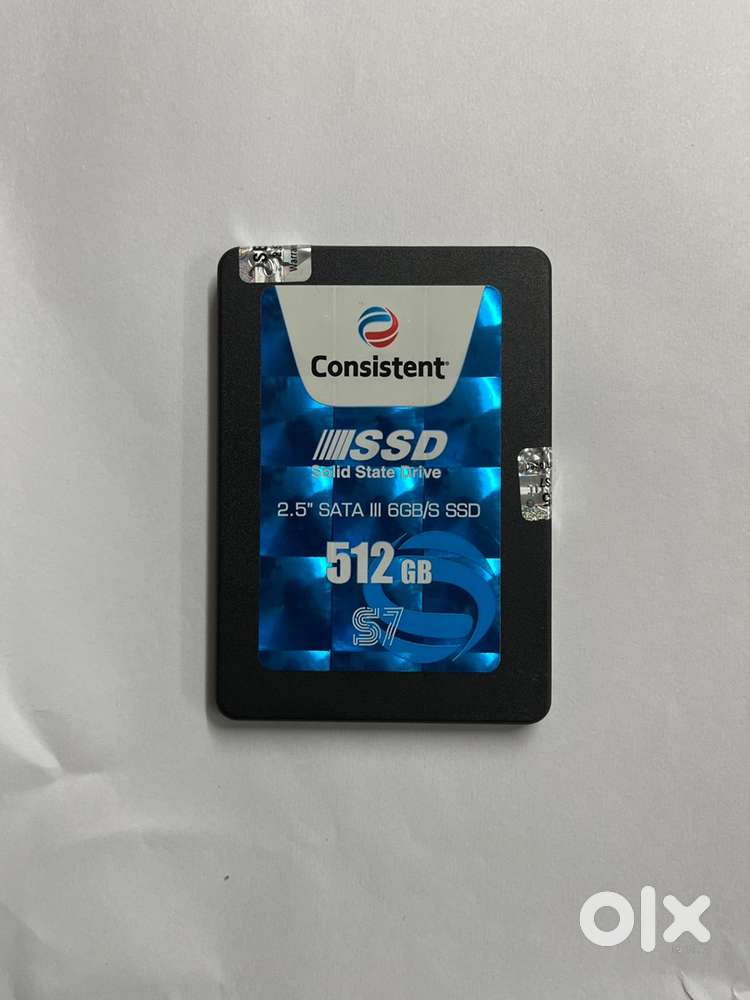 Consistent
SSD
Solid State Drive
2.5" SATA III 6GB/S SSD
512 GB
S7
olx